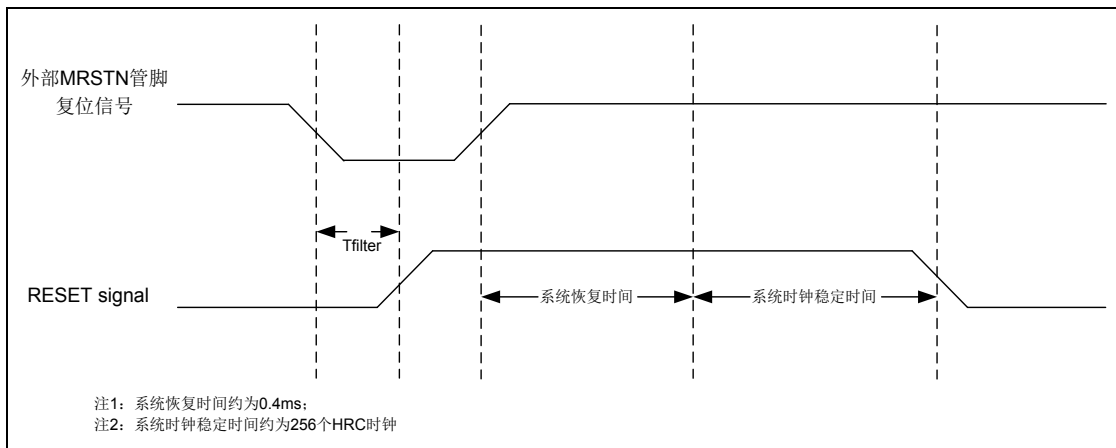 外部MRSTN管脚
复位信号
Tfilter
RESET signal
系统恢复时间
系统时钟稳定时间
注1：系统恢复时间约为0.4ms；
注2：系统时钟稳定时间约为256个HRC时钟